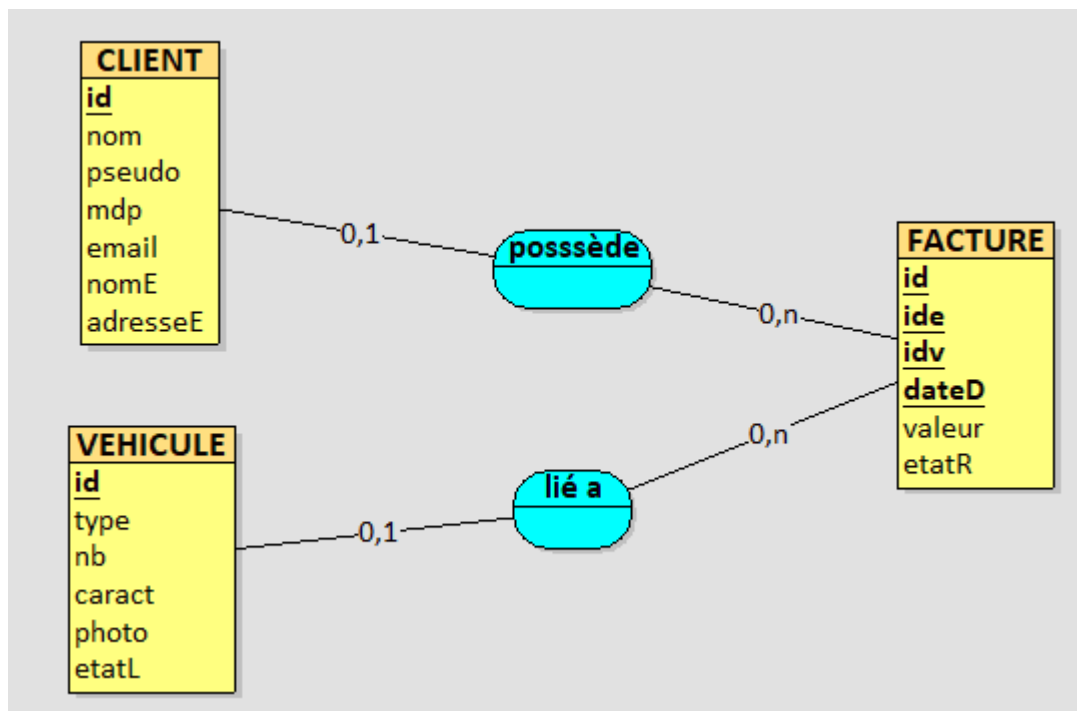 CLIENT
id
nom
pseudo
mdp
email
nomE
adresseE
0,1
posssède
0,n
FACTURE
id
ide
idv
dateD
valeur
etatR
VEHICULE
id
type
nb
caract
photo
etatL
0,1
lié a
0,n